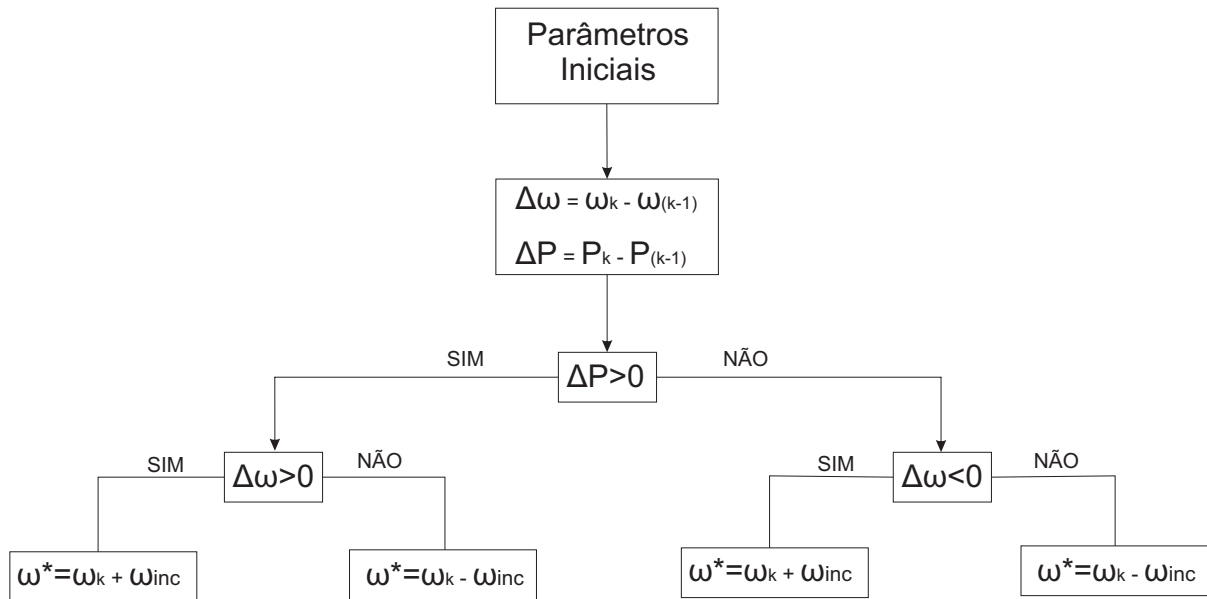 Parâmetros
Iniciais
Δω = ωk - ω(k-1)
ΔP = Pk - P(k-1)
SIM
NÃO
ΔP>0
SIM
NÃO
SIM
NÃO
Δω>0
Δω<0
ω*=ωk + ωinc
ω*=ωk - ωinc
ω*=ωk + ωinc
ω*=ωk - ωinc